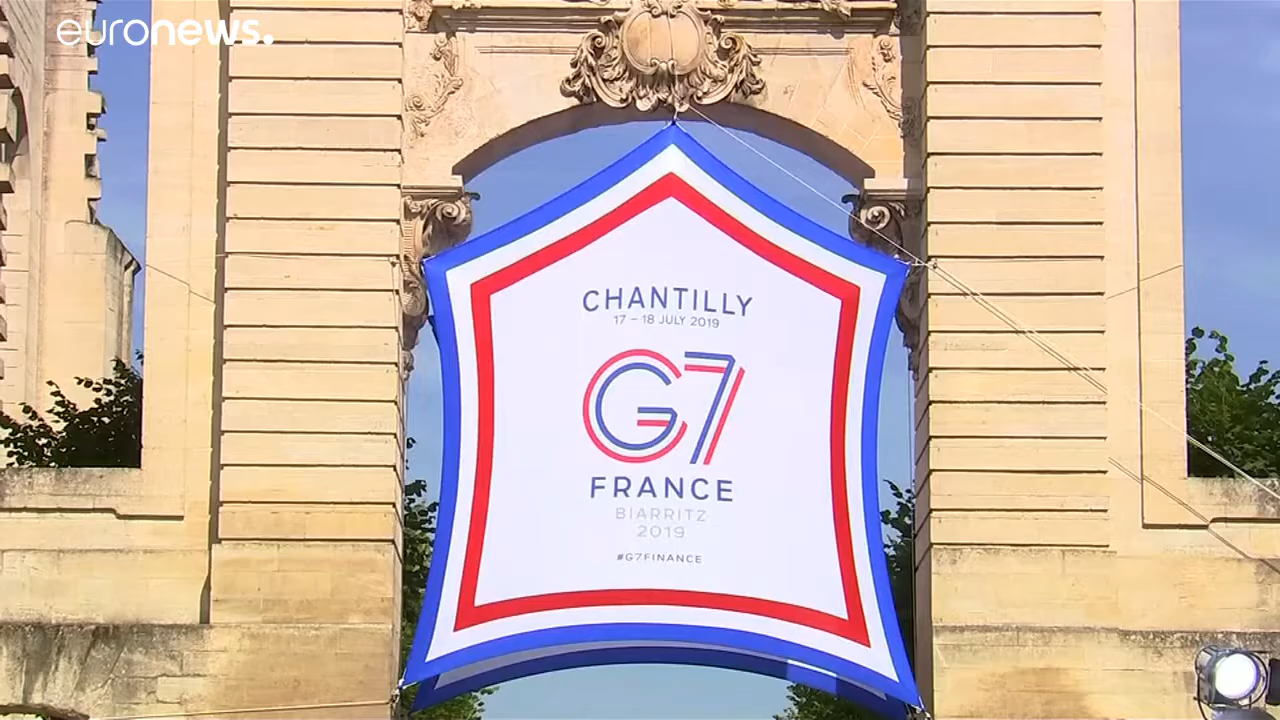 euronews.
CHANTILLY
17 – 18 JULY 2019
G7
FRANCE
BIARRITZ
2019
#G7FINANCE